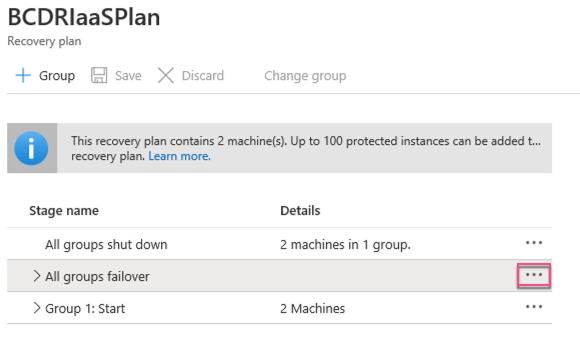 BCDRIaaSPlan
Recovery plan
Group Save Discard Change group
This recovery plan contains 2 machine(s). Up to 100 protected instances can be added t...
recovery plan. Learn more.
Stage name Details
All groups shut down 2 machines in 1 group. ...
All groups failover ...
Group 1: Start 2 Machines ...